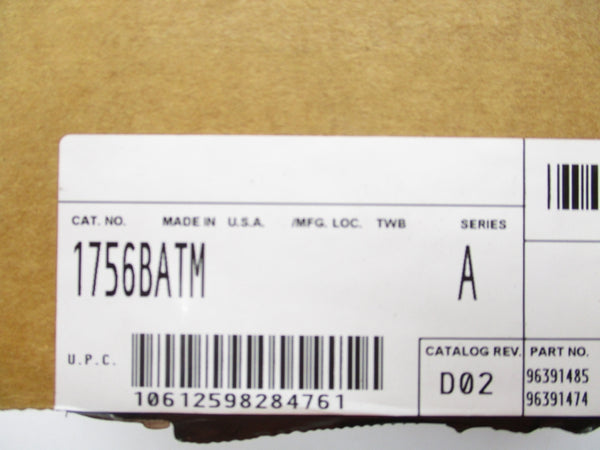 CAT. NO. MADE IN U.S.A. /MFG. LOC. TWB SERIES
1756BATM A
U.P.C.
10612598284761
CATALOG REV. PART NO.
D02
96391485
96391474